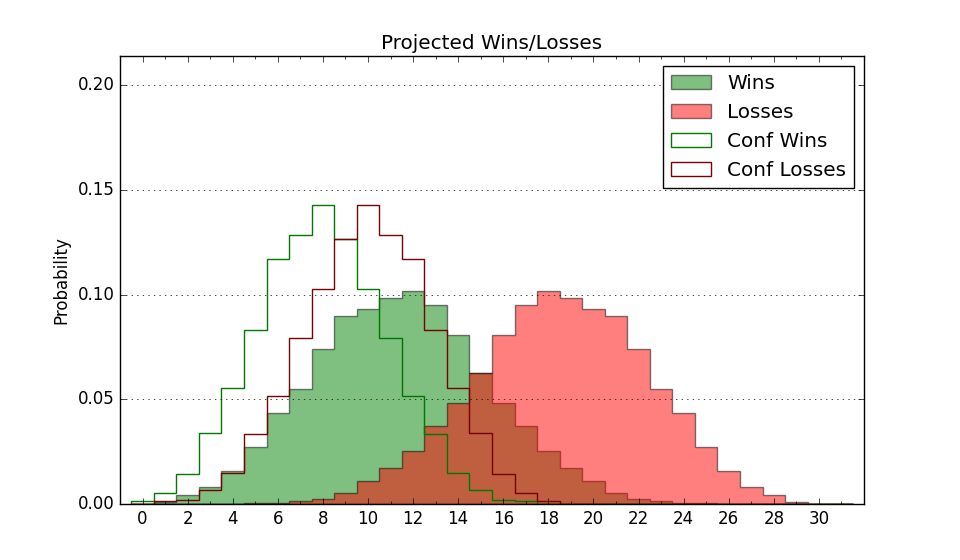 Projected Wins/Losses
0.20
0.15
0.10
0.05
0.00
Probability
Wins
Losses
Conf Wins
Conf Losses
0 2 4 6 8 10 12 14 16 18 20 22 24 26 28 30